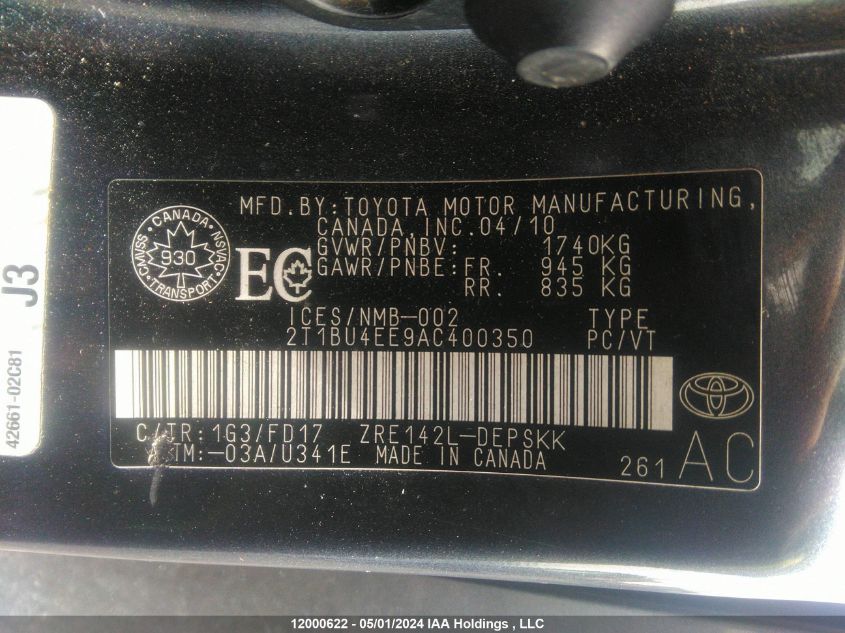 MFD.BY:TOYOTA MOTOR MANUFACTURING,
CANADA,INC.04/10
GVWR/PNBV: 1740KG
GAWR/PNBE:FR. 945 KG
RR. 835 KG
CANADA
CMVSS 930 NSVAC
TRANSPORT
EC
ICES/NMB-002 TYPE
2T1BU4EE9AC400350 PC/VT
C/TR:1G3/FD17 ZRE142L-DEPSKK
TM:-03A/U341E MADE IN CANADA
261 AC
J3
42661-02C81
12000622 - 05/01/2024 IAA Holdings , LLC